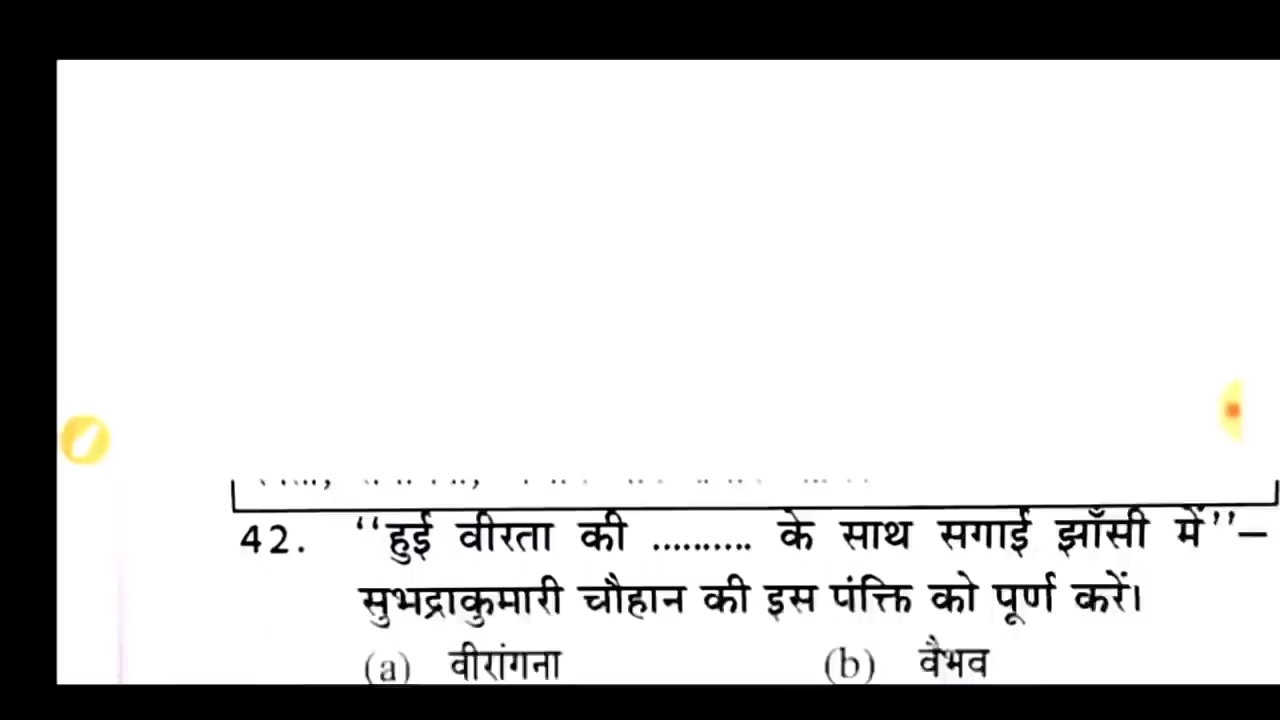 42. ‘‘हुई वीरता की .......... के साथ सगाई झाँसी में’’–
सुभद्राकुमारी चौहान की इस पंक्ति को पूर्ण करें।
(a) वीरांगना (b) वैभव